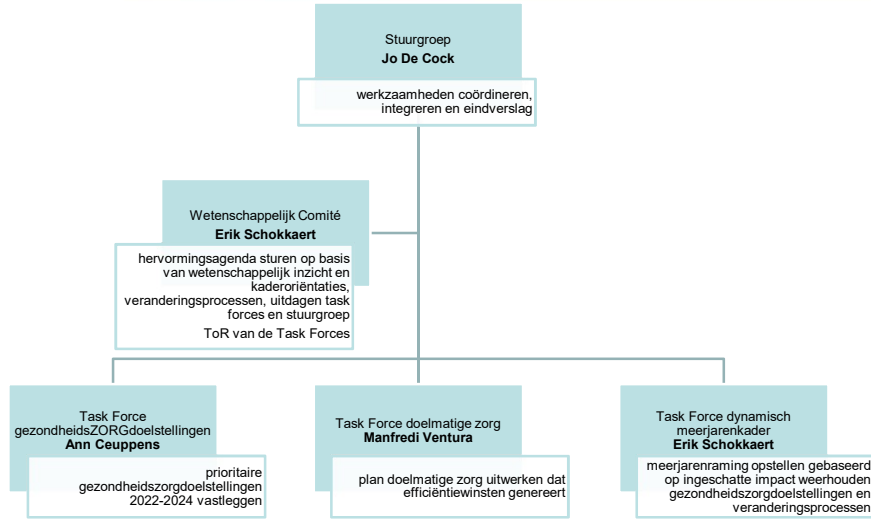 Stuurgroep
Jo De Cock
werkzaamheden coördineren,
integreren en eindverslag
Wetenschappelijk Comité
Erik Schokkaert
hervormingsagenda sturen op basis
van wetenschappelijk inzicht en
kaderoriëntaties,
veranderingsprocessen, uitdagen task
forces en stuurgroep
ToR van de Task Forces
Task Force
gezondheidsZORGdoelstellingen
Ann Ceuppens
prioritaire
gezondheidszorgdoelstellingen
2022-2024 vastleggen
Task Force doelmatige zorg
Manfredi Ventura
plan doelmatige zorg uitwerken dat
efficiëntiewinsten genereert
Task Force dynamisch
meerjarenkader
Erik Schokkaert
meerjarenraming opstellen gebaseerd
op ingeschatte impact weerhouden
gezondheidszorgdoelstellingen en
veranderingsprocessen